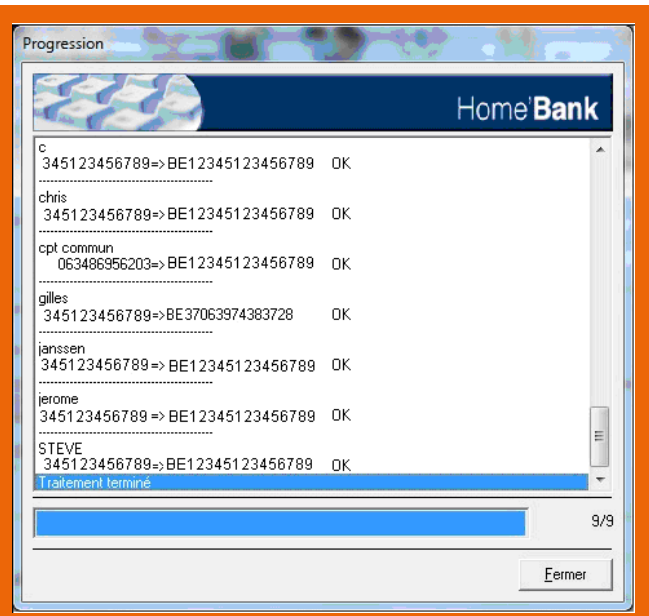 Progression
Home'Bank
c
345123456789=>BE12345123456789 OK
-----------------------------------------
chris
345123456789=>BE12345123456789 OK
-----------------------------------------
cpt commun
063486956203=>BE12345123456789 OK
-----------------------------------------
gilles
345123456789=>BE37063974383728 OK
-----------------------------------------
janssen
345123456789=>BE12345123456789 OK
-----------------------------------------
jerome
345123456789 => BE12345123456789 OK
-----------------------------------------
STEVE
345123456789=>BE12345123456789 OK
Traitement terminé
9/9
Fermer